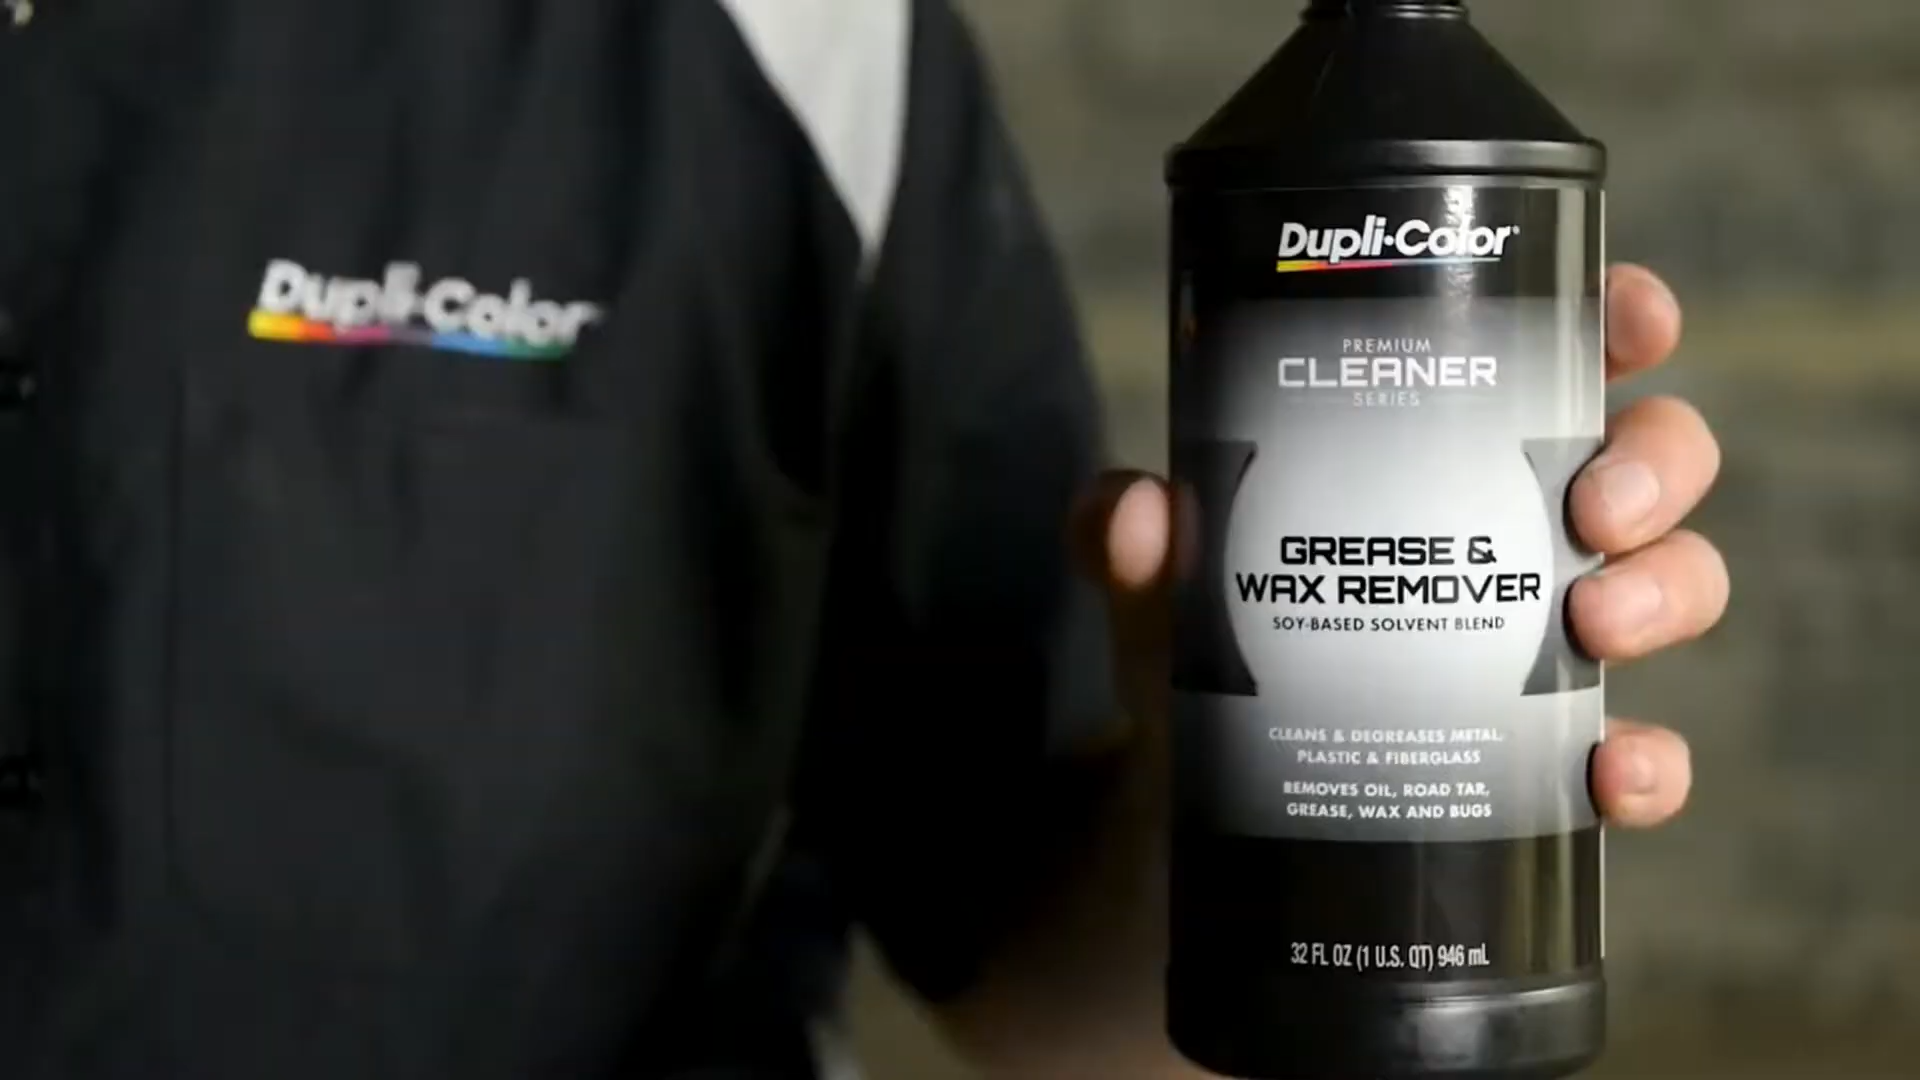 Dupli-Color
Dupli-Color®
PREMIUM
CLEANER
SERIES
GREASE &
WAX REMOVER
SOY-BASED SOLVENT BLEND
CLEANS & DEGREASES METAL,
PLASTIC & FIBERGLASS
REMOVES OIL, ROAD TAR,
GREASE, WAX AND BUGS
32 FL OZ (1 U.S. QT) 946 mL